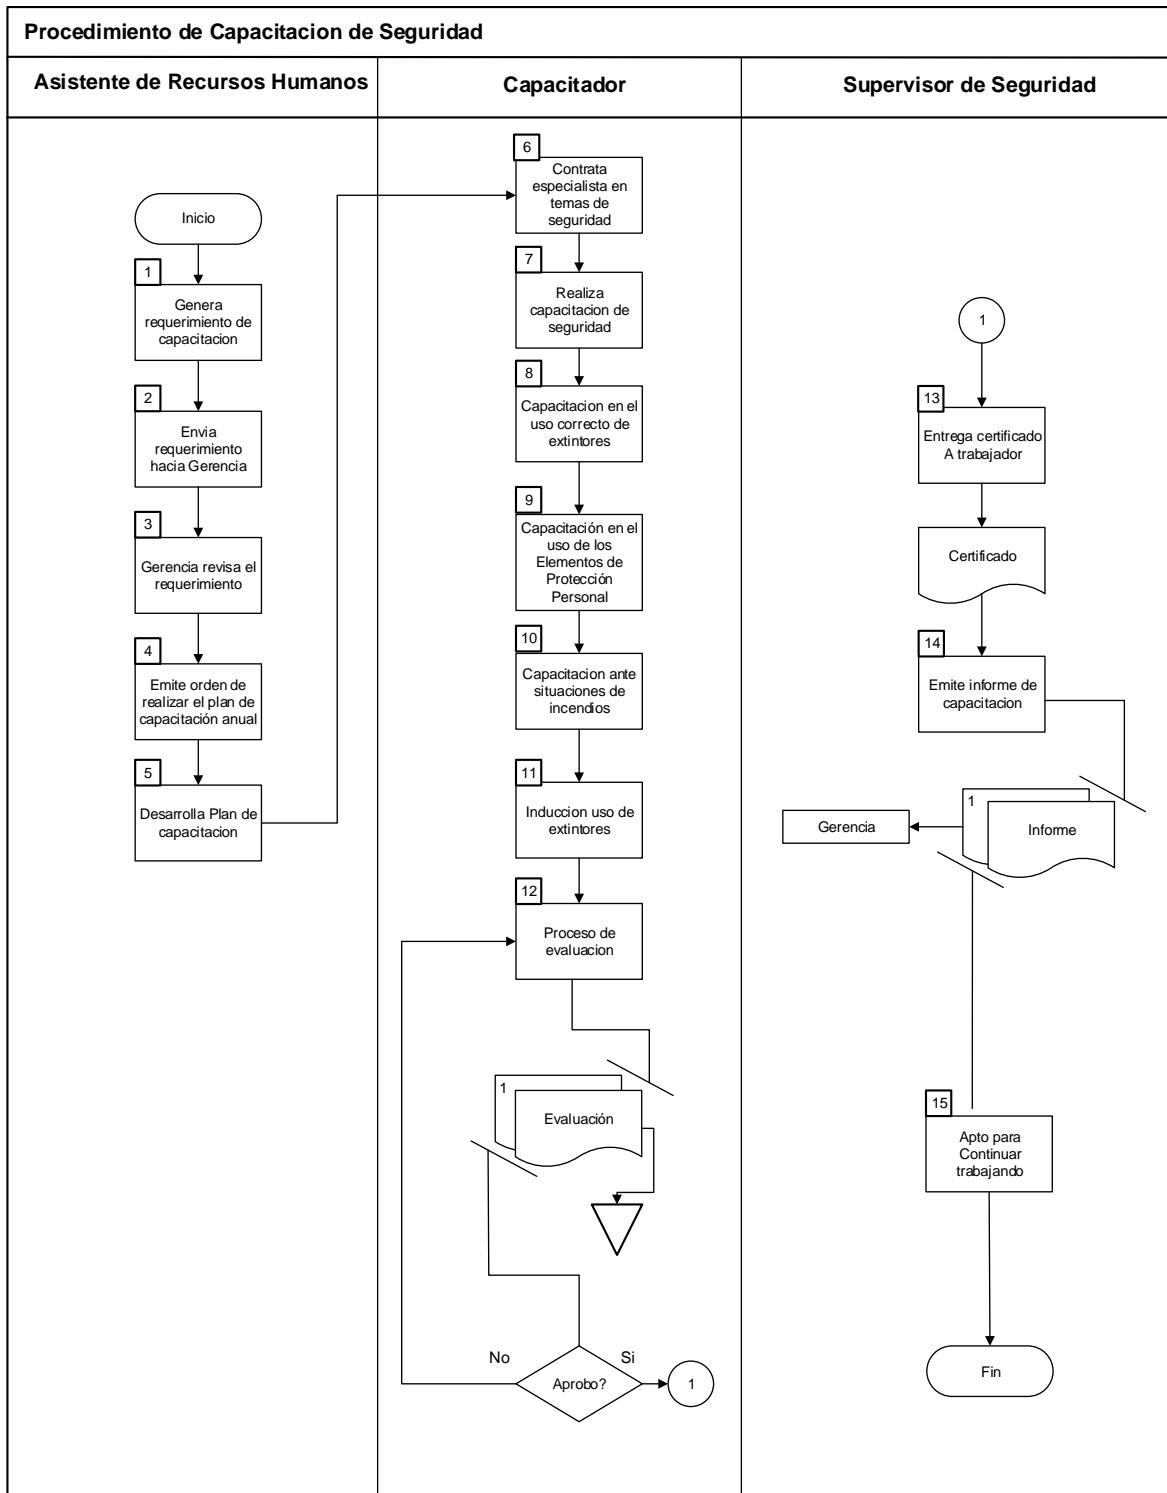 Procedimiento de Capacitacion de Seguridad
Asistente de Recursos Humanos
Capacitador
Supervisor de Seguridad
Inicio
1
Genera
requerimiento de
capacitacion
2
Envia
requerimiento
hacia Gerencia
3
Gerencia revisa el
requerimiento
4
Emite orden de
realizar el plan de
capacitación anual
5
Desarrolla Plan de
capacitacion
6
Contrata
especialista en
temas de
seguridad
7
Realiza
capacitacion de
seguridad
8
Capacitacion en el
uso correcto de
extintores
9
Capacitación en el
uso de los
Elementos de
Protección
Personal
10
Capacitacion ante
situaciones de
incendios
11
Induccion uso de
extintores
12
Proceso de
evaluacion
1
Evaluación
No
Si
Aprobo?
1
1
13
Entrega certificado
A trabajador
Certificado
14
Emite informe de
capacitacion
1
Informe
Gerencia
15
Apto para
Continuar
trabajando
Fin